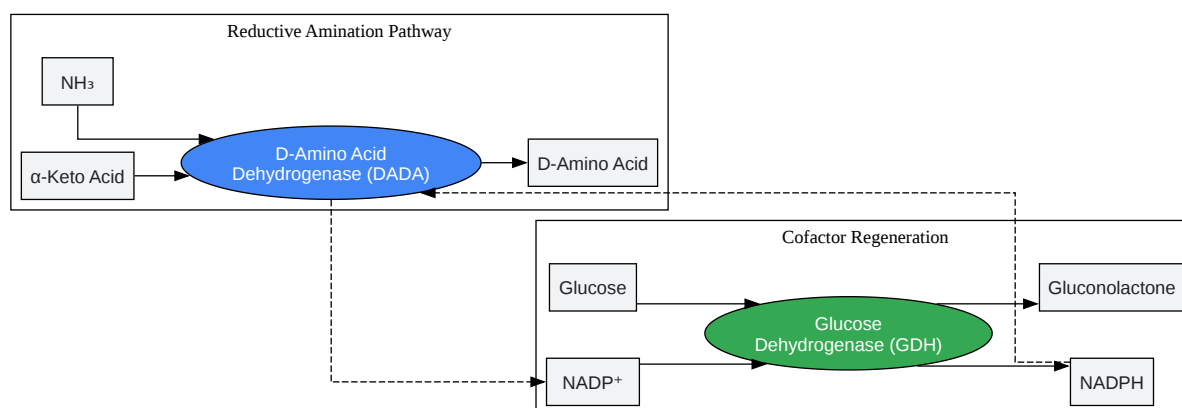 Reductive Amination Pathway
NH₃
α-Keto Acid
D-Amino Acid
Dehydrogenase (DADA)
D-Amino Acid
Cofactor Regeneration
Glucose
NADP⁺
Glucose
Dehydrogenase (GDH)
Gluconolactone
NADPH